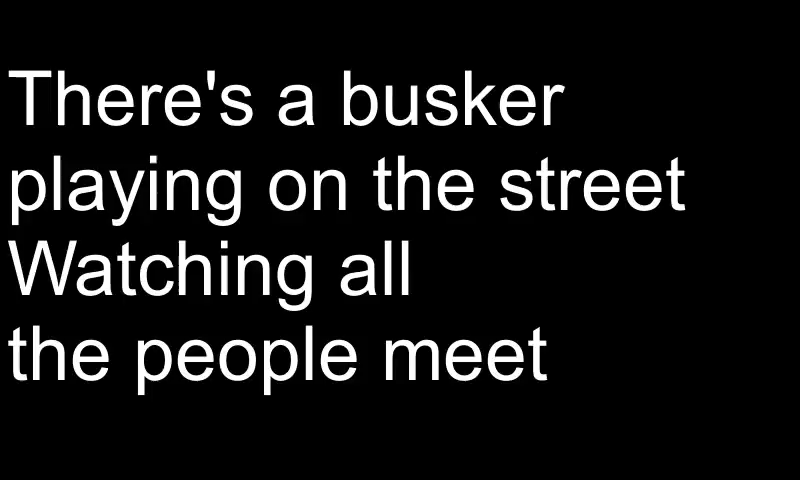 There's a busker
playing on the street
Watching all
the people meet